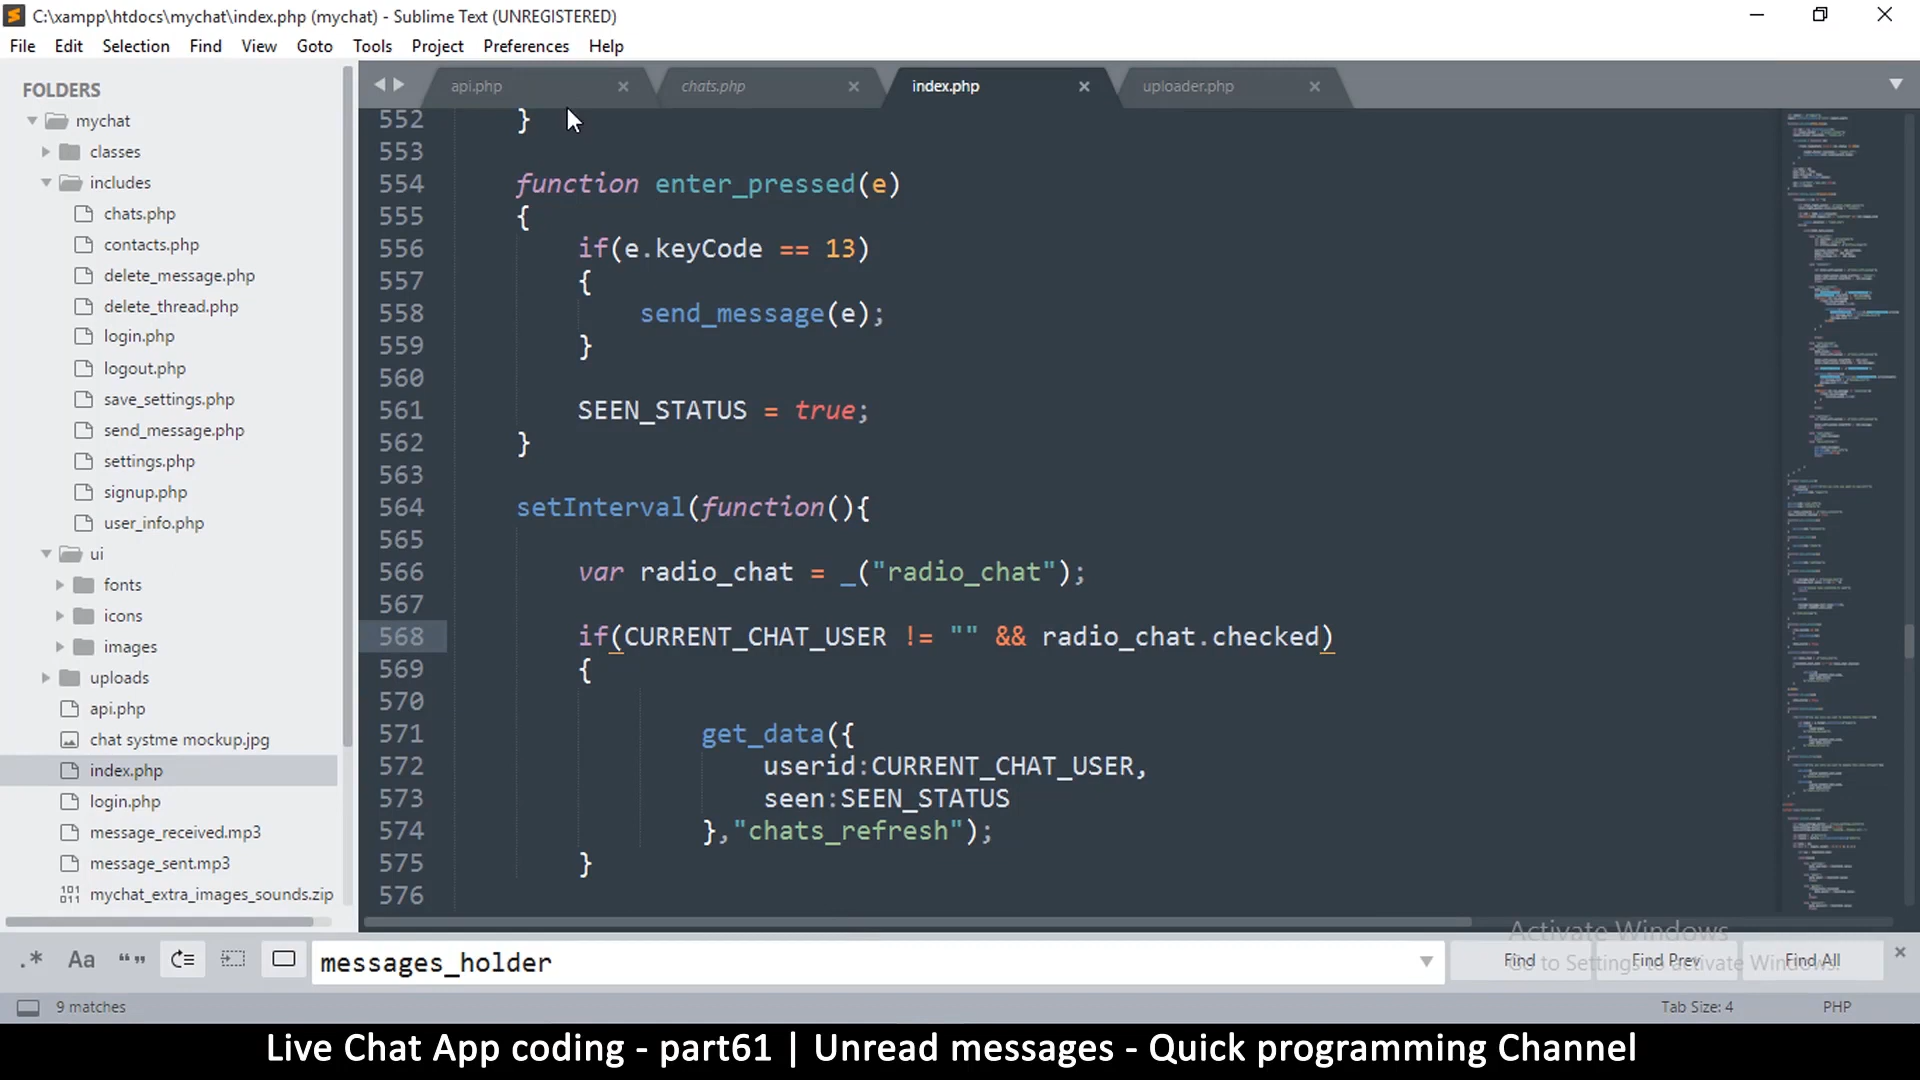 C:\xampp\htdocs\mychat\index.php (mychat) - Sublime Text (UNREGISTERED)
File Edit Selection Find View Goto Tools Project Preferences Help
FOLDERS
mychat
classes
includes
chats.php
contacts.php
delete_message.php
delete_thread.php
login.php
logout.php
save_settings.php
send_message.php
settings.php
signup.php
user_info.php
ui
fonts
icons
images
uploads
api.php
chat systme mockup.jpg
index.php
login.php
message_received.mp3
message_sent.mp3
mychat_extra_images_sounds.zip
api.php chats.php index.php uploader.php
552 }
553
554 function enter_pressed(e)
555 {
556 if(e.keyCode == 13)
557 {
558 send_message(e);
559 }
560
561 SEEN_STATUS = true;
562 }
563
564 setInterval(function(){
565
566 var radio_chat = _("radio_chat");
567
568 if(CURRENT_CHAT_USER != "" && radio_chat.checked)
569 {
570
571 get_data({
572 userid:CURRENT_CHAT_USER,
573 seen:SEEN_STATUS
574 },"chats_refresh");
575 }
576
Activate Windows
Go to Settings to activate Windows.
.* Aa “ ” messages_holder Find Find Prev Find All
9 matches Tab Size: 4 PHP
Live Chat App coding - part61 | Unread messages - Quick programming Channel